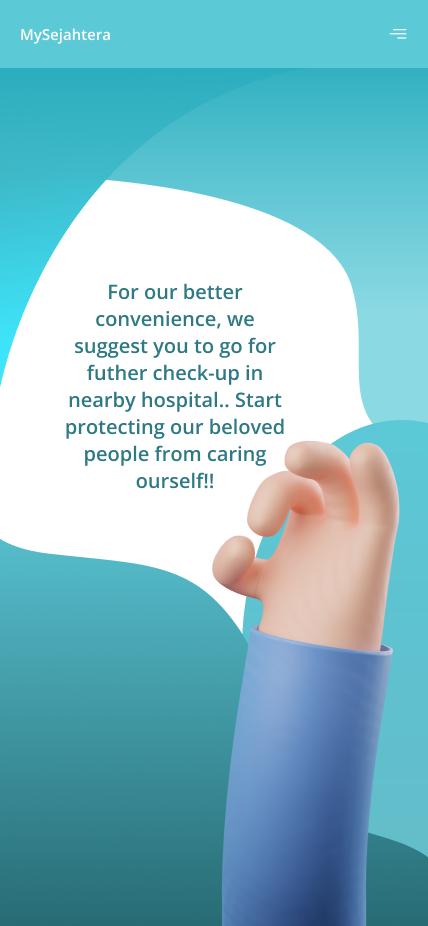 MySejahtera
For our better
convenience, we
suggest you to go for
futher check-up in
nearby hospital.. Start
protecting our beloved
people from caring
ourself!!